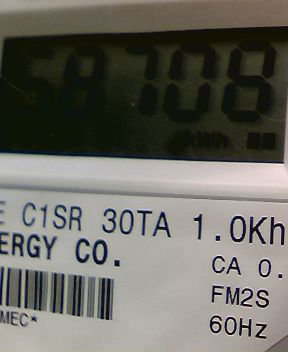 58708
kWh
E C1SR 30TA 1.0Kh
ERGY CO.
CA 0.
FM2S
MEC*
60Hz